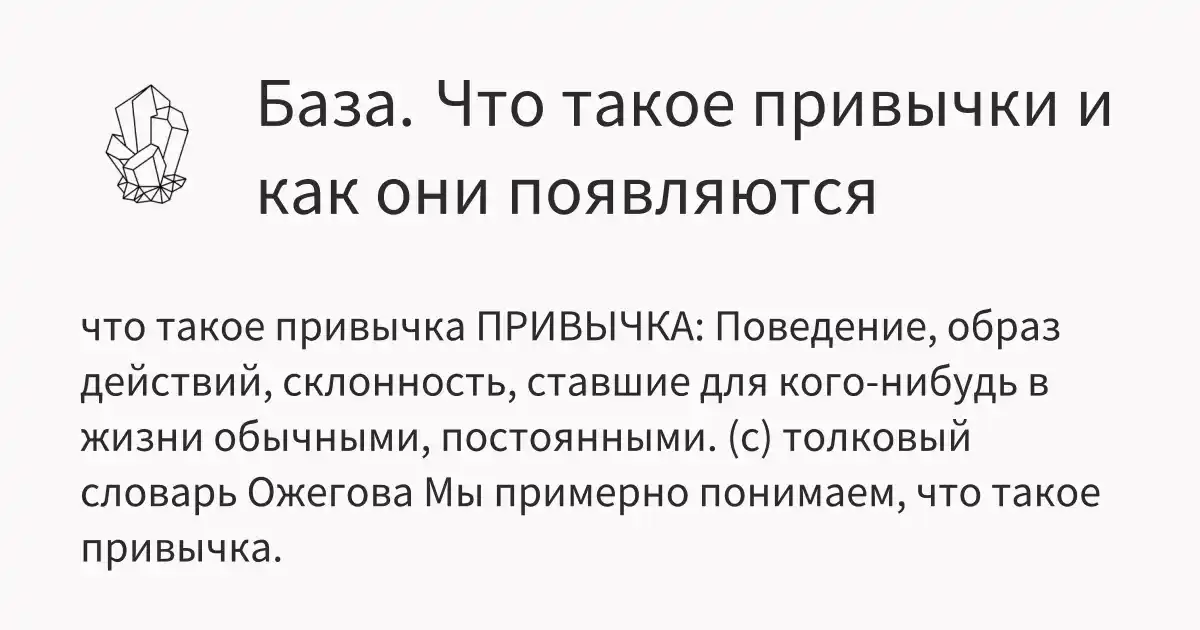 База. Что такое привычки и
как они появляются
что такое привычка ПРИВЫЧКА: Поведение, образ
действий, склонность, ставшие для кого-нибудь в
жизни обычными, постоянными. (с) толковый
словарь Ожегова Мы примерно понимаем, что такое
привычка.